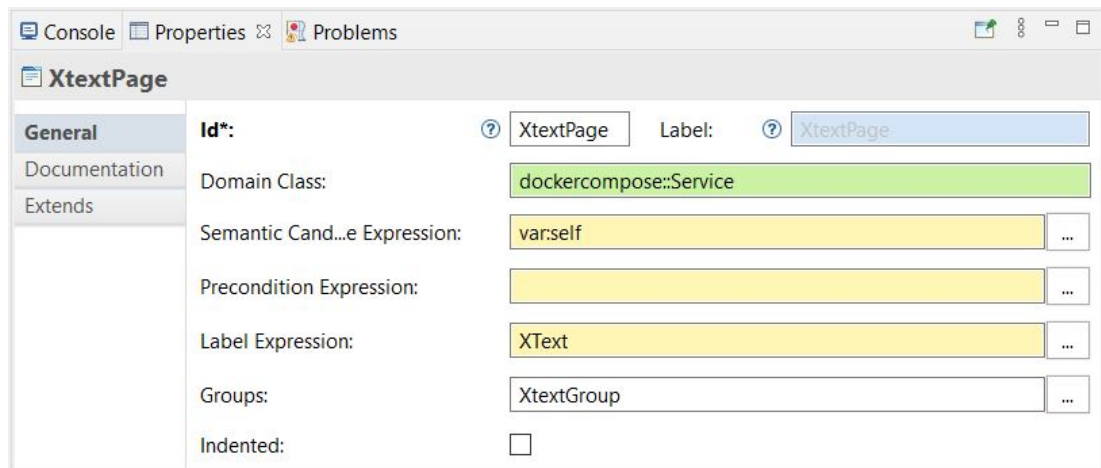 Console Properties Problems
XtextPage
General
Id*: XtextPage Label: XtextPage
Documentation
Domain Class: dockercompose::Service
Extends
Semantic Cand...e Expression: var:self ...
Precondition Expression: ...
Label Expression: XText ...
Groups: XtextGroup ...
Indented: